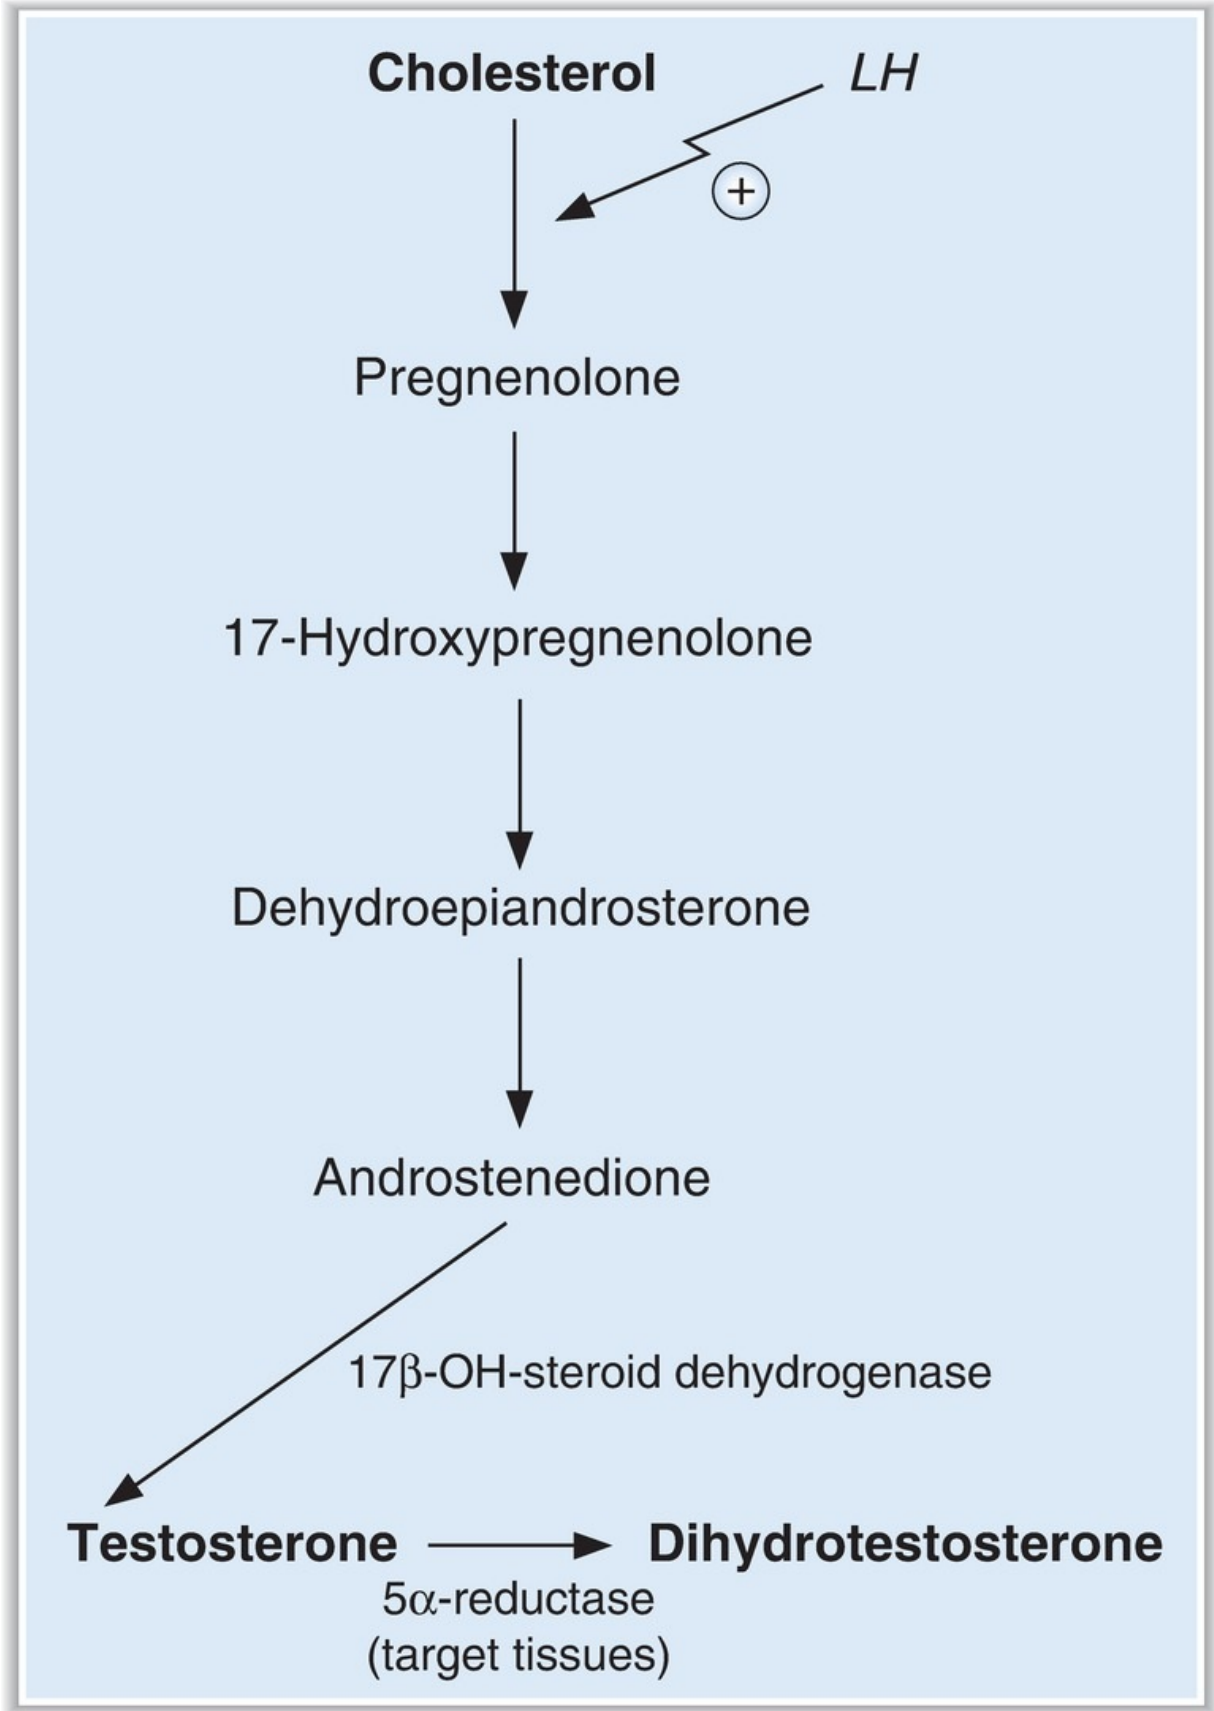 Cholesterol
LH
+
Pregnenolone
17-Hydroxypregnenolone
Dehydroepiandrosterone
Androstenedione
17β-OH-steroid dehydrogenase
Testosterone
Dihydrotestosterone
5α-reductase
(target tissues)